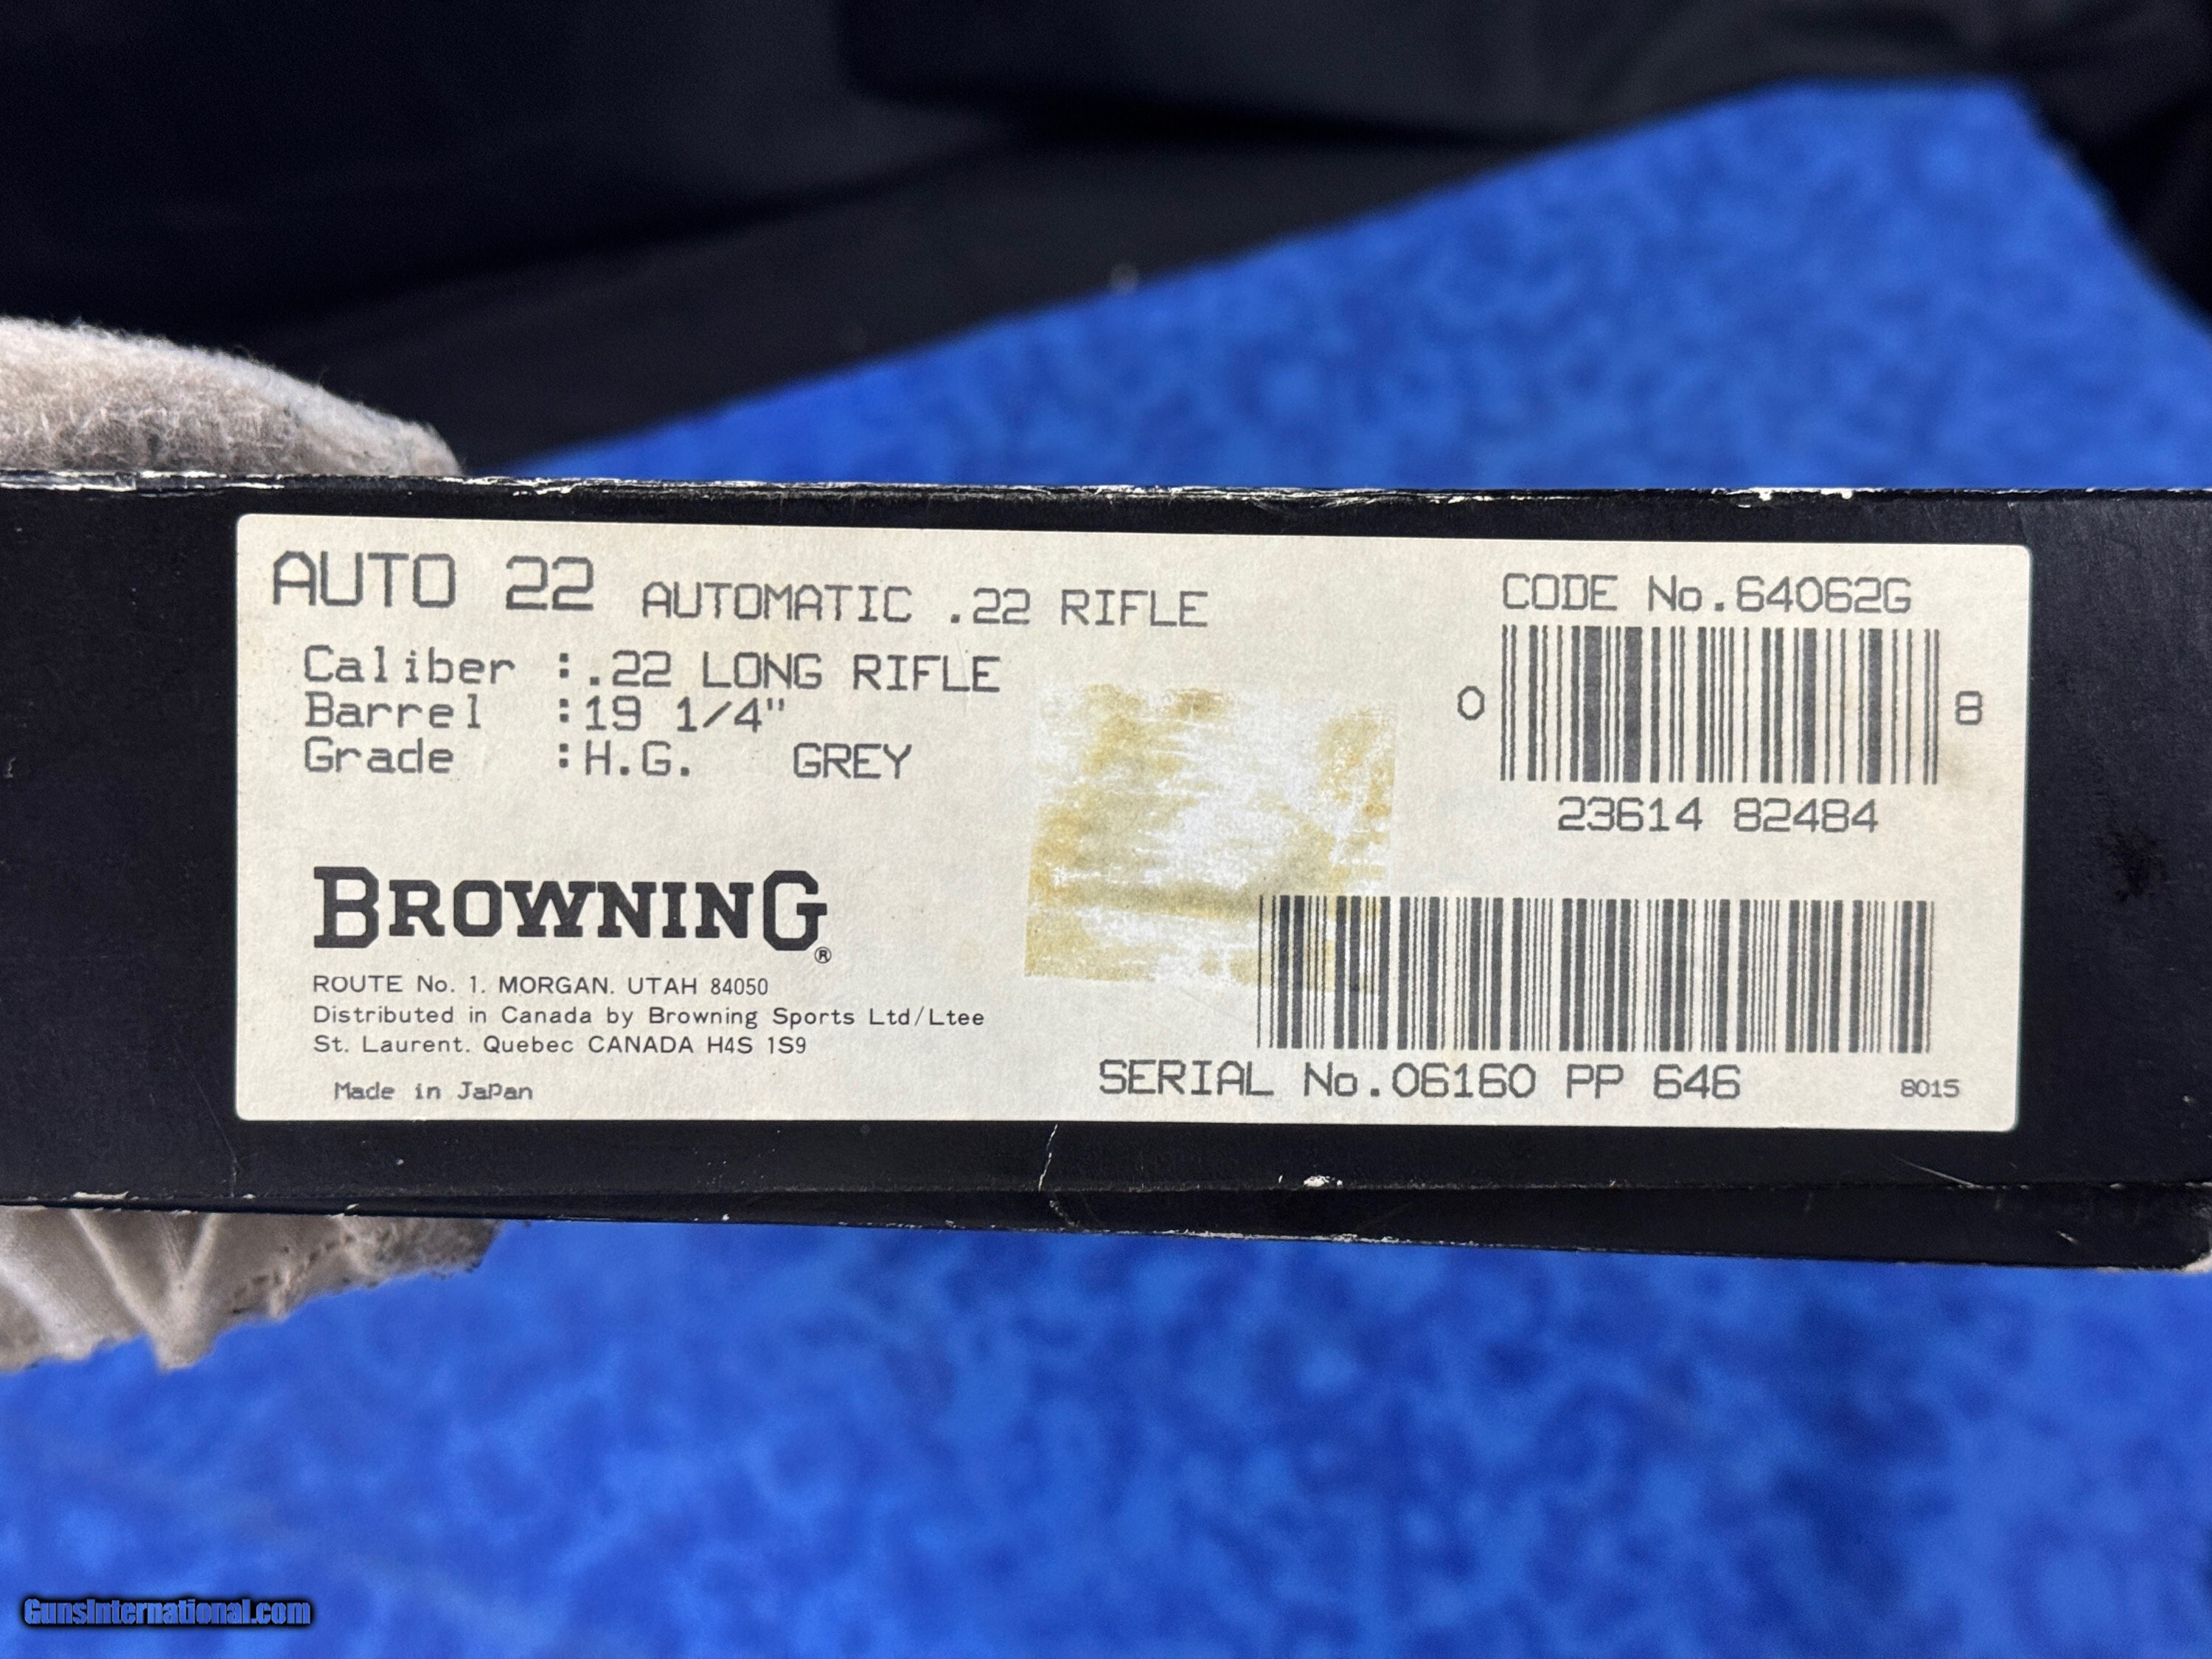 AUTO 22 AUTOMATIC .22 RIFLE
Caliber :.22 LONG RIFLE
Barrel :19 1/4"
Grade :H.G. GREY
CODE No.64062G
0 8
23614 82484
BROWNING®
ROUTE No. 1. MORGAN. UTAH 84050
Distributed in Canada by Browning Sports Ltd/Ltee
St. Laurent. Quebec CANADA H4S 1S9
Made in Japan
SERIAL No.06160 PP 646
8015
GunsInternational.com